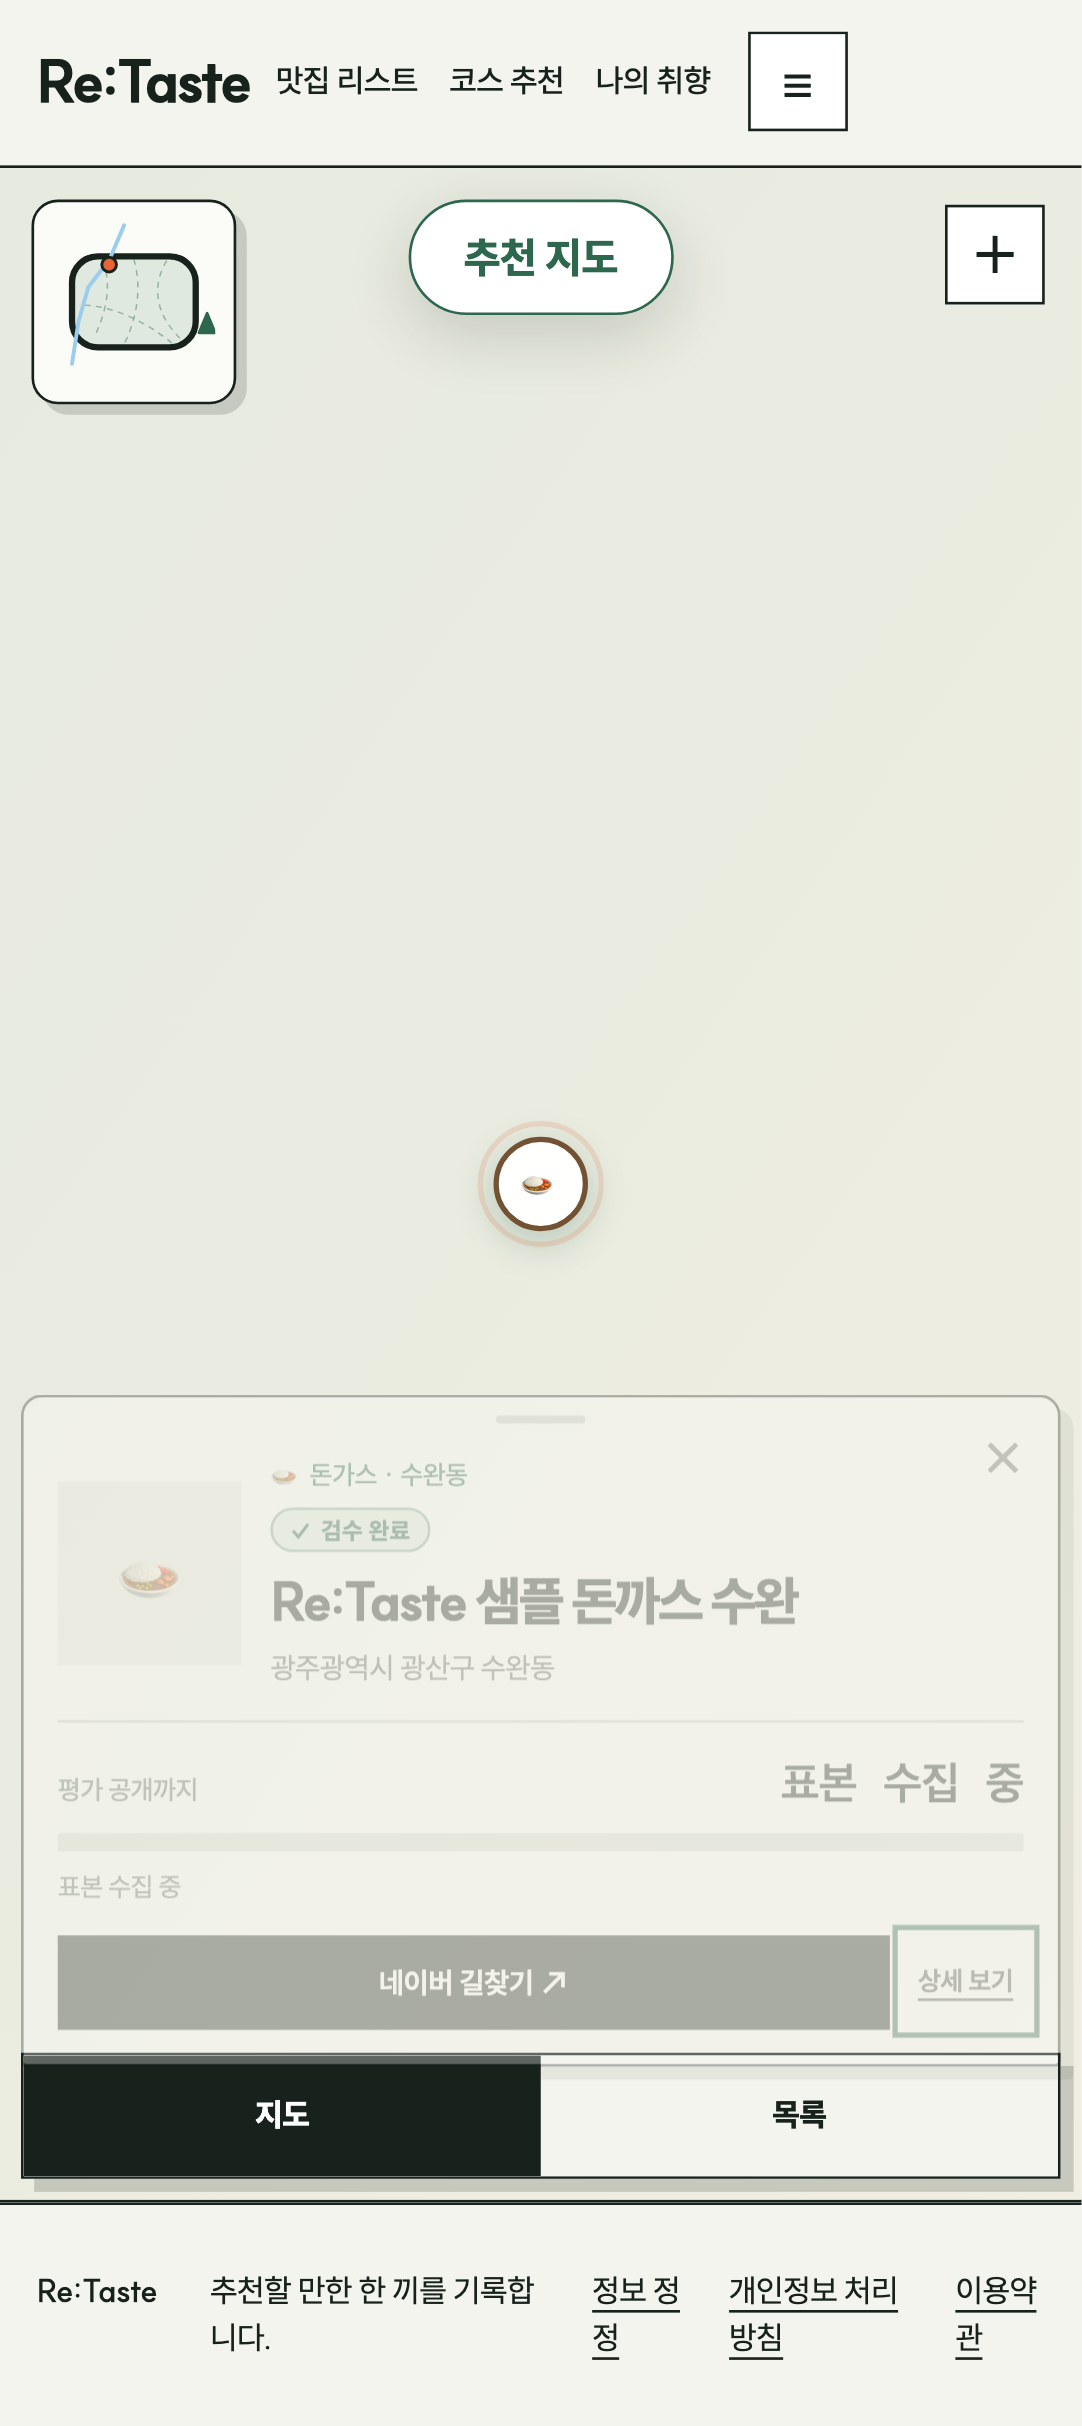 Re:Taste 맛집 리스트 코스 추천 나의 취향
추천 지도
돈가스 · 수완동
✓ 검수 완료
Re:Taste 샘플 돈까스 수완
광주광역시 광산구 수완동
평가 공개까지 표본 수집 중
표본 수집 중
네이버 길찾기 ↗ 상세 보기
지도 목록
Re:Taste 추천할 만한 한 끼를 기록합 정보 정 개인정보 처리 이용약
니다. 정 방침 관